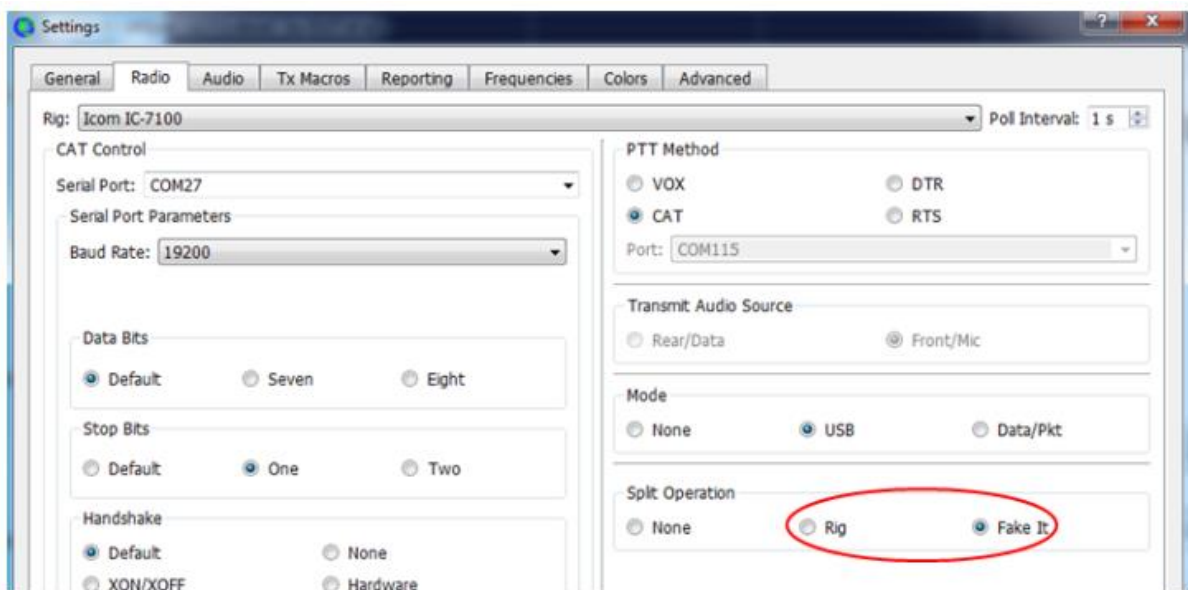 Settings
General Radio Audio Tx Macros Reporting Frequencies Colors Advanced
Rig: Icom IC-7100 Poll Interval: 1 s
CAT Control
Serial Port: COM27
Serial Port Parameters
Baud Rate: 19200
Data Bits
Default Seven Eight
Stop Bits
Default One Two
Handshake
Default None
XON/XOFF Hardware
PTT Method
VOX DTR
CAT RTS
Port: COM115
Transmit Audio Source
Rear/Data Front/Mic
Mode
None USB Data/Pkt
Split Operation
None Rig Fake It